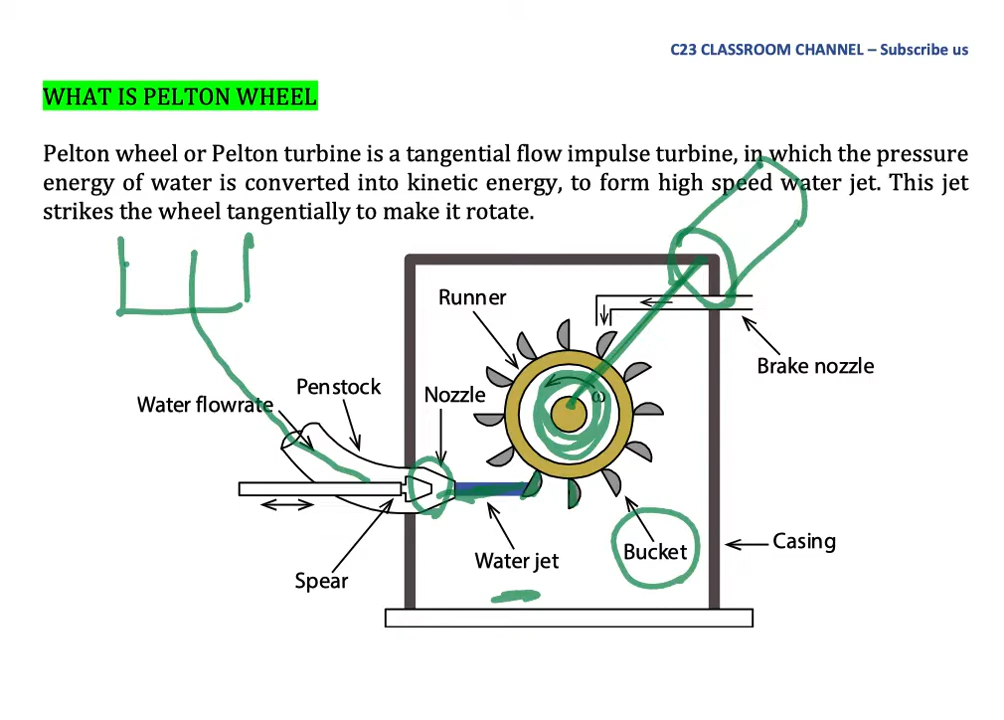 C23 CLASSROOM CHANNEL – Subscribe us
WHAT IS PELTON WHEEL
Pelton wheel or Pelton turbine is a tangential flow impulse turbine, in which the pressure
energy of water is converted into kinetic energy, to form high speed water jet. This jet
strikes the wheel tangentially to make it rotate.
Runner
Brake nozzle
Penstock
Nozzle
Water flowrate
ω
Casing
Bucket
Water jet
Spear